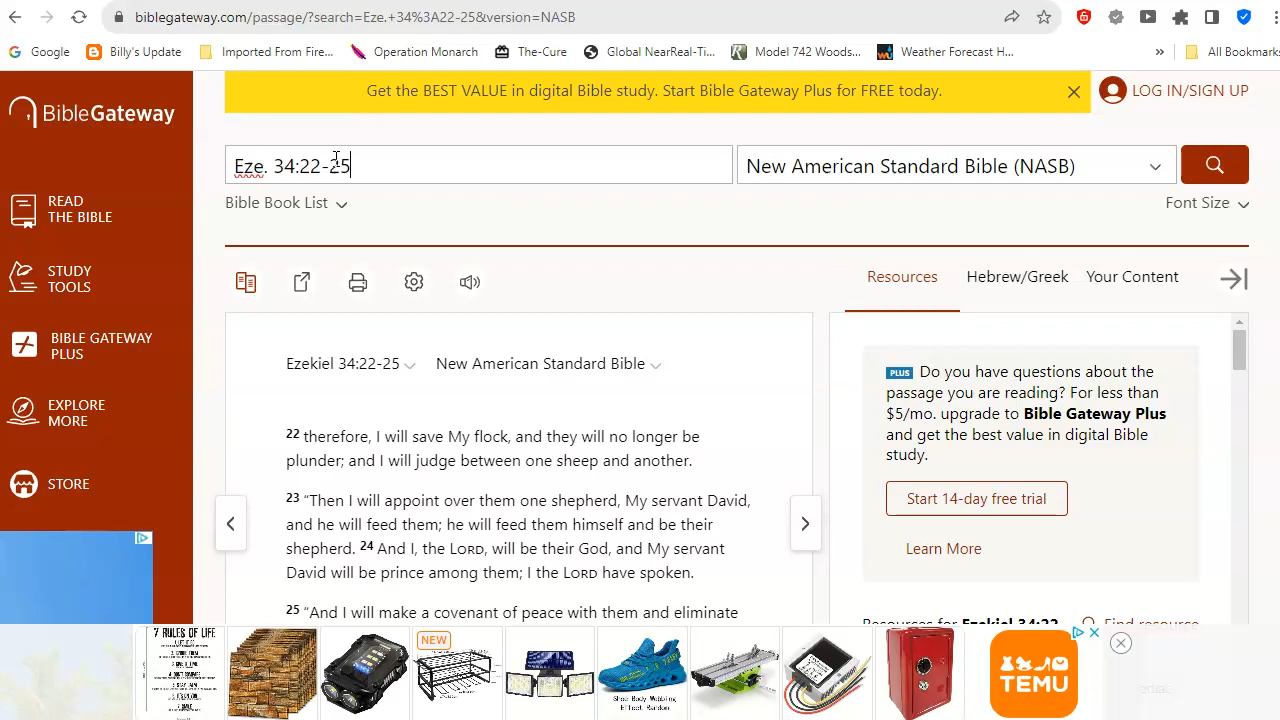 biblegateway.com/passage/?search=Eze.+34%3A22-25&version=NASB
Google Billy's Update Imported From Fire... Operation Monarch The-Cure Global NearReal-Ti... Model 742 Woods... Weather Forecast H... » All Bookmarks
BibleGateway
Get the BEST VALUE in digital Bible study. Start Bible Gateway Plus for FREE today.
LOG IN/SIGN UP
Eze. 34:22-25
New American Standard Bible (NASB)
Bible Book List
Font Size
READ
THE BIBLE
STUDY
TOOLS
BIBLE GATEWAY
PLUS
EXPLORE
MORE
STORE
Resources Hebrew/Greek Your Content
Ezekiel 34:22-25 New American Standard Bible
22 therefore, I will save My flock, and they will no longer be
plunder; and I will judge between one sheep and another.
23 “Then I will appoint over them one shepherd, My servant David,
and he will feed them; he will feed them himself and be their
shepherd. 24 And I, the LORD, will be their God, and My servant
David will be prince among them; I the LORD have spoken.
25 “And I will make a covenant of peace with them and eliminate
PLUS Do you have questions about the
passage you are reading? For less than
$5/mo. upgrade to Bible Gateway Plus
and get the best value in digital Bible
study.
Start 14-day free trial
Learn More
Resources for Ezekiel 34:22
Find resource
7 RULES OF LIFE
NEW
TEMU